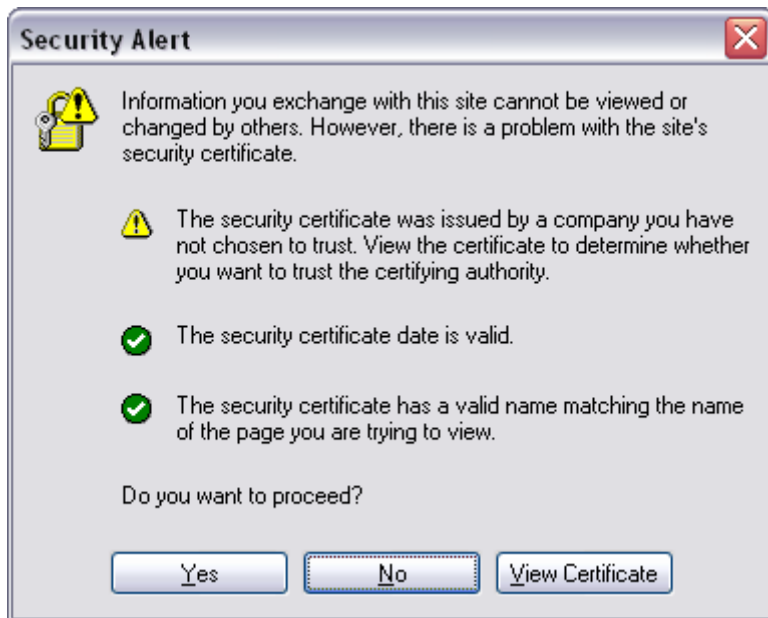 Security Alert
Information you exchange with this site cannot be viewed or
changed by others. However, there is a problem with the site's
security certificate.
The security certificate was issued by a company you have
not chosen to trust. View the certificate to determine whether
you want to trust the certifying authority.
The security certificate date is valid.
The security certificate has a valid name matching the name
of the page you are trying to view.
Do you want to proceed?
Yes No View Certificate